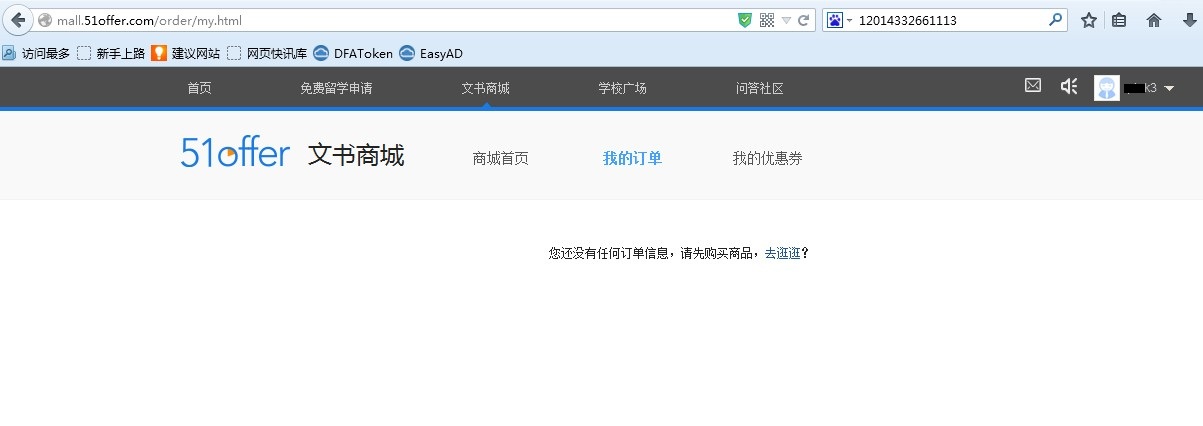 mall.51offer.com/order/my.html 12014332661113
访问最多 新手上路 建议网站 网页快讯库 DFAToken EasyAD
首页 免费留学申请 文书商城 学校广场 问答社区 k3
51offer 文书商城 商城首页 我的订单 我的优惠券
您还没有任何订单信息，请先购买商品，去逛逛？